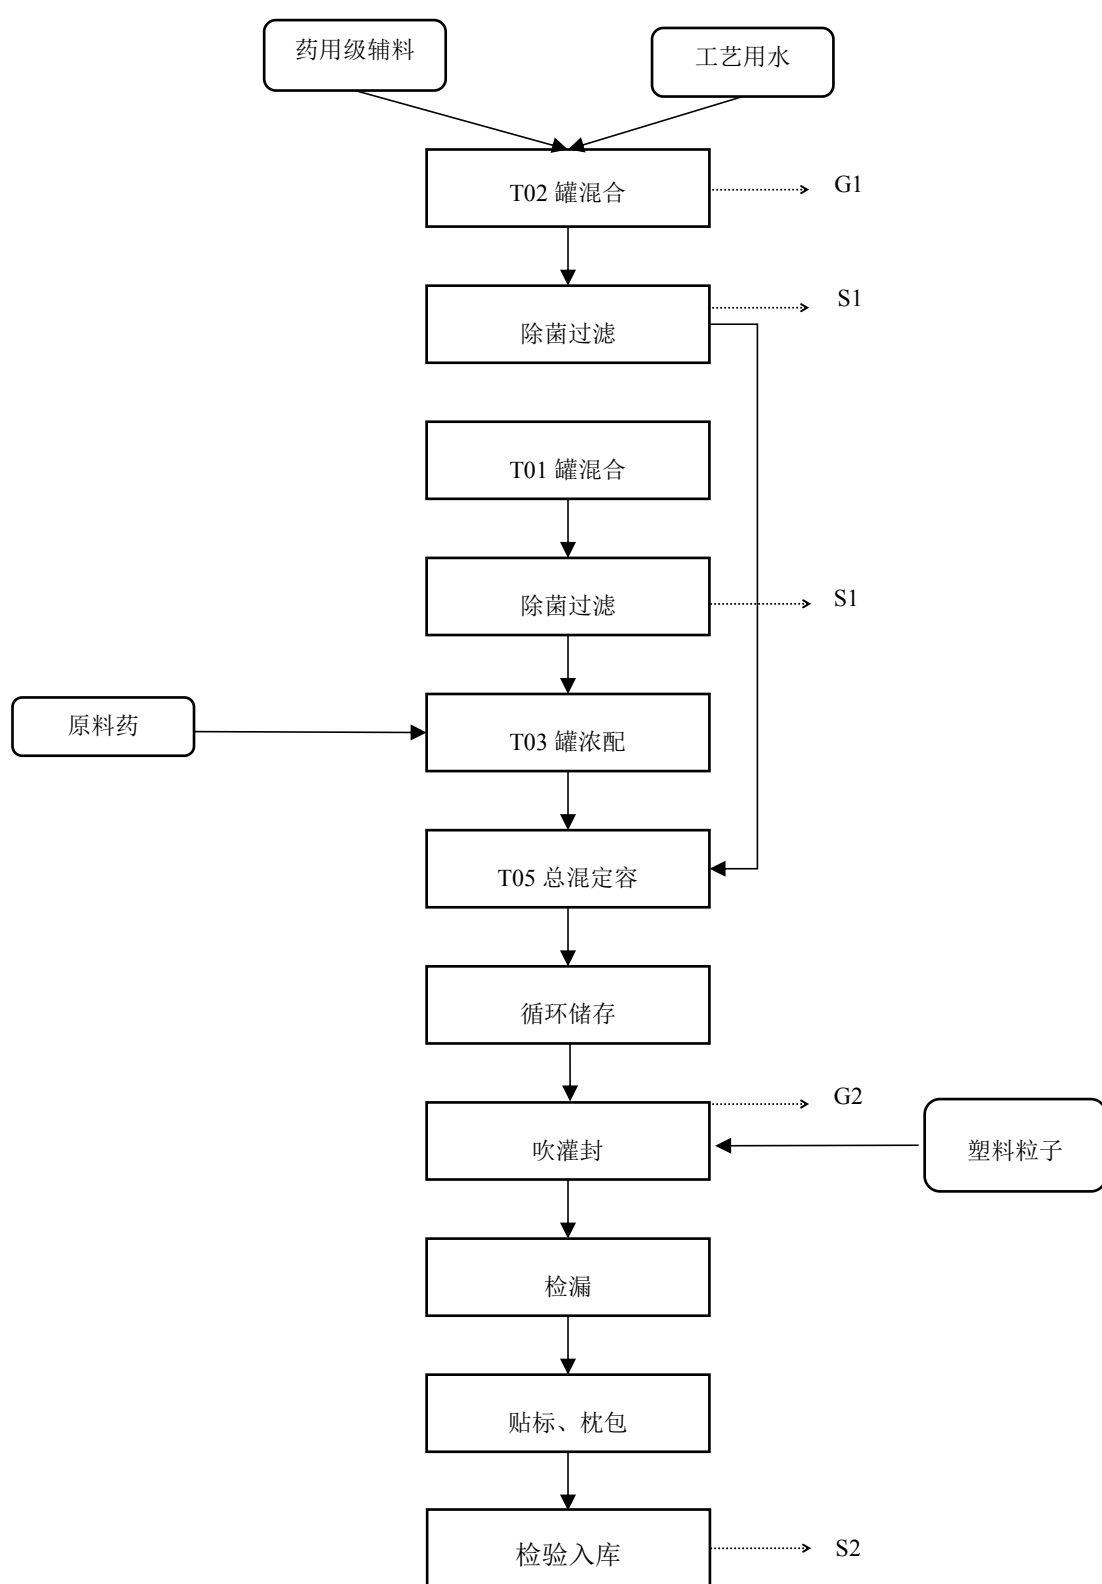 药用级辅料
工艺用水
T02 罐混合
G1
除菌过滤
S1
T01 罐混合
除菌过滤
S1
原料药
T03 罐浓配
T05 总混定容
循环储存
吹灌封
G2
塑料粒子
检漏
贴标、枕包
检验入库
S2